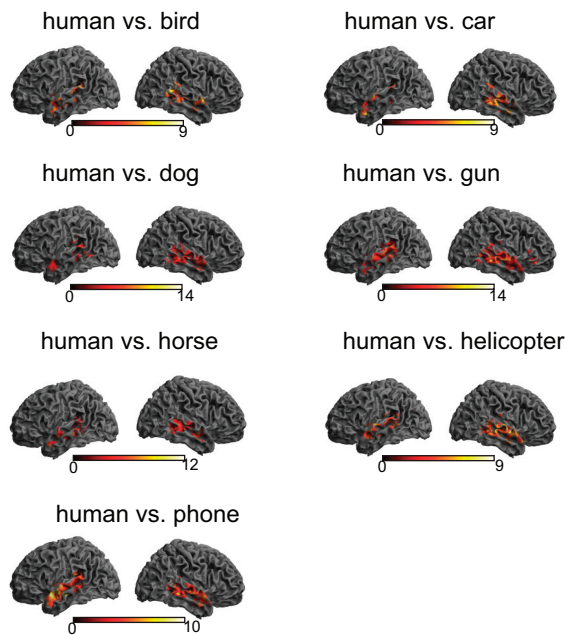 human vs. bird
human vs. car
0 9
0 9
human vs. dog
human vs. gun
0 14
0 14
human vs. horse
human vs. helicopter
0 12
0 9
human vs. phone
0 10